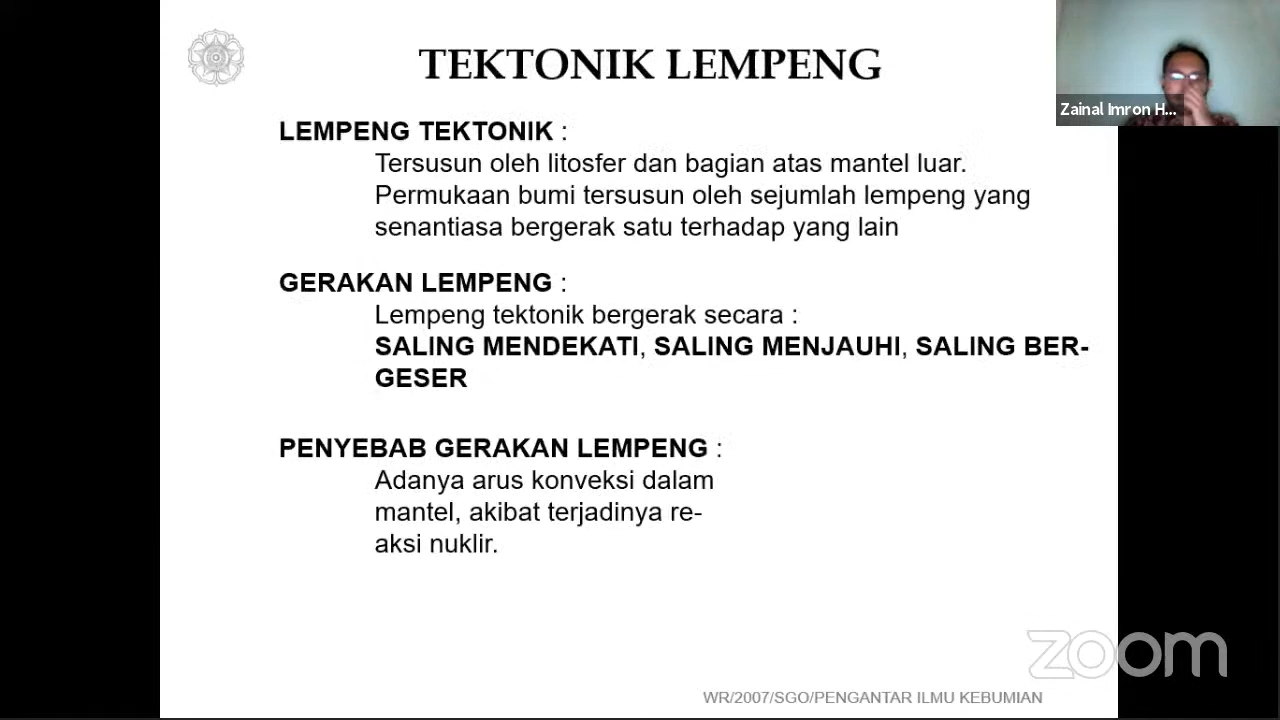 TEKTONIK LEMPENG
Zainal Imron H...
LEMPENG TEKTONIK :
Tersusun oleh litosfer dan bagian atas mantel luar.
Permukaan bumi tersusun oleh sejumlah lempeng yang
senantiasa bergerak satu terhadap yang lain
GERAKAN LEMPENG :
Lempeng tektonik bergerak secara :
SALING MENDEKATI, SALING MENJAUHI, SALING BER-
GESER
PENYEBAB GERAKAN LEMPENG :
Adanya arus konveksi dalam
mantel, akibat terjadinya re-
aksi nuklir.
zoom
WR/2007/SGO/PENGANTAR ILMU KEBUMIAN